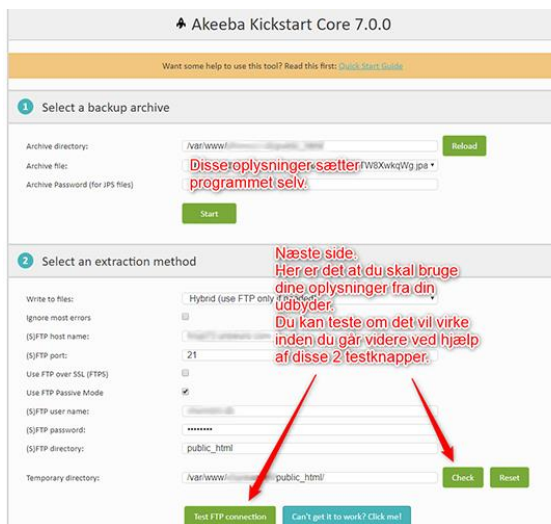 Akeeba Kickstart Core 7.0.0
Want some help to use this tool? Read this first: Quick Start Guide
1 Select a backup archive
Archive directory: /var/www/ Reload
Archive file: TW8XwkqWg.jpa
Archive Password (for JPS files)
Disse oplysninger sætter
programmet selv.
Start
2 Select an extraction method
Næste side.
Her er det at du skal bruge
dine oplysninger fra din
udbyder.
Du kan teste om det vil virke
inden du går videre ved hjælp
af disse 2 testknapper.
Write to files: Hybrid (use FTP only if needed)
Ignore most errors
(S)FTP host name:
(S)FTP port: 21
Use FTP over SSL (FTPS)
Use FTP Passive Mode
(S)FTP user name:
(S)FTP password: ••••••••
(S)FTP directory: public_html
Temporary directory: /var/www/ /public_html/ Check Reset
Test FTP connection Can't get it to work? Click me!